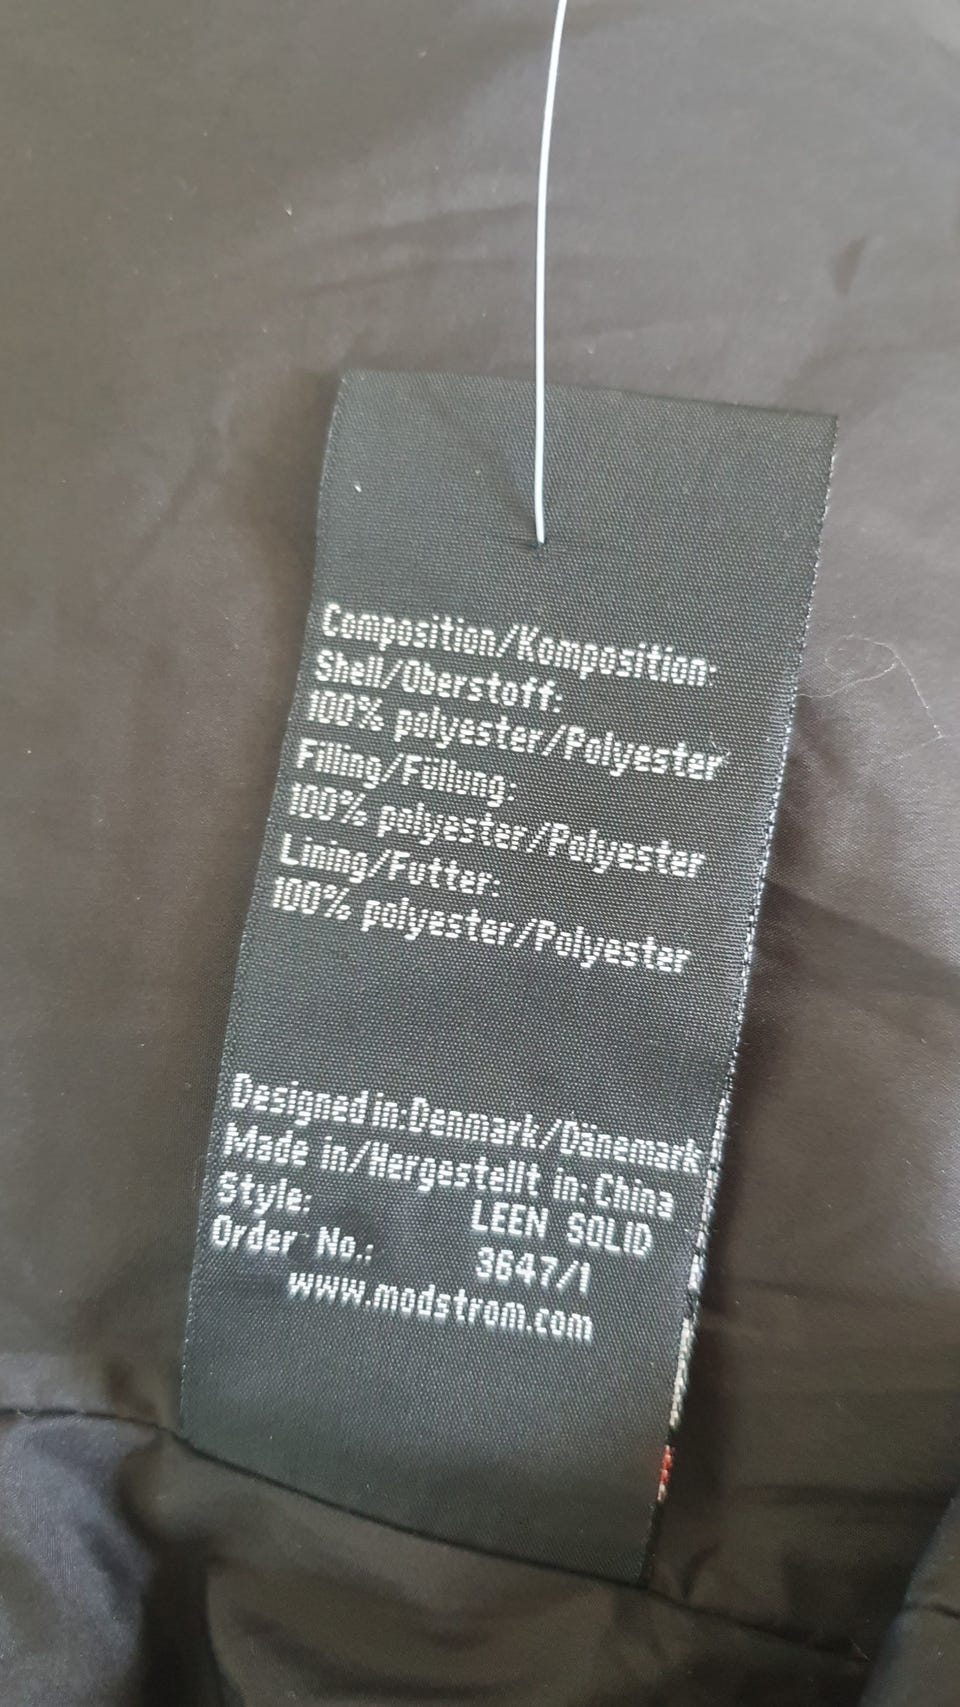 Composition/Komposition:
Shell/Oberstoff:
100% polyester/Polyester
Filling/Füllung:
100% polyester/Polyester
Lining/Futter:
100% polyester/Polyester
Designed in:Denmark/Dänemark
Made in/Hergestellt in: China
Style: LEEN SOLID
Order No.: 3647/1
www.modstrom.com